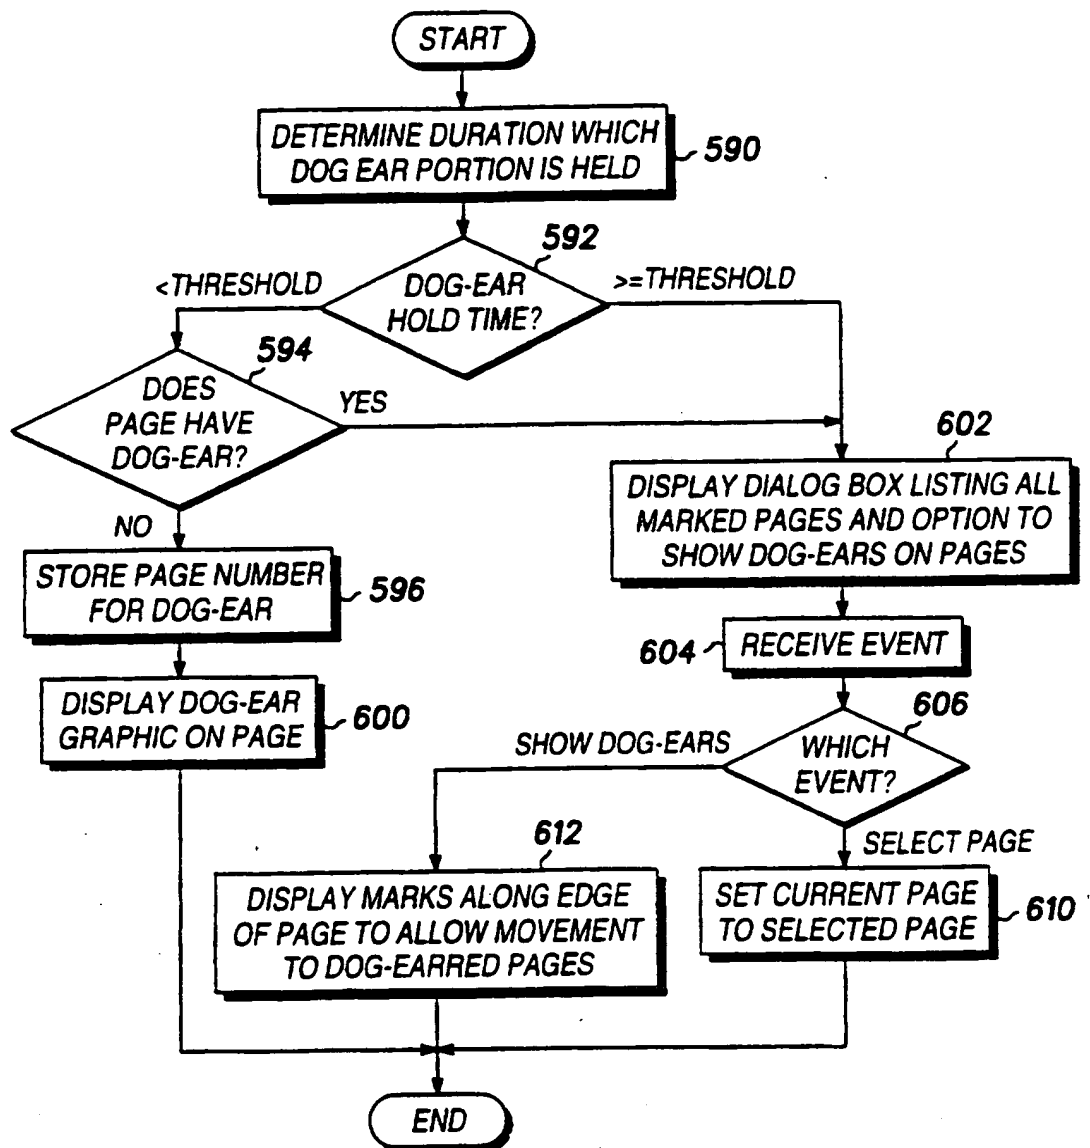 START
DETERMINE DURATION WHICH
DOG EAR PORTION IS HELD
590
592
<THRESHOLD
DOG-EAR
HOLD TIME?
>=THRESHOLD
594
DOES
PAGE HAVE
DOG-EAR?
YES
NO
602
DISPLAY DIALOG BOX LISTING ALL
MARKED PAGES AND OPTION TO
SHOW DOG-EARS ON PAGES
STORE PAGE NUMBER
FOR DOG-EAR
596
604
RECEIVE EVENT
DISPLAY DOG-EAR
GRAPHIC ON PAGE
600
606
SHOW DOG-EARS
WHICH
EVENT?
SELECT PAGE
612
DISPLAY MARKS ALONG EDGE
OF PAGE TO ALLOW MOVEMENT
TO DOG-EARRED PAGES
SET CURRENT PAGE
TO SELECTED PAGE
610
END